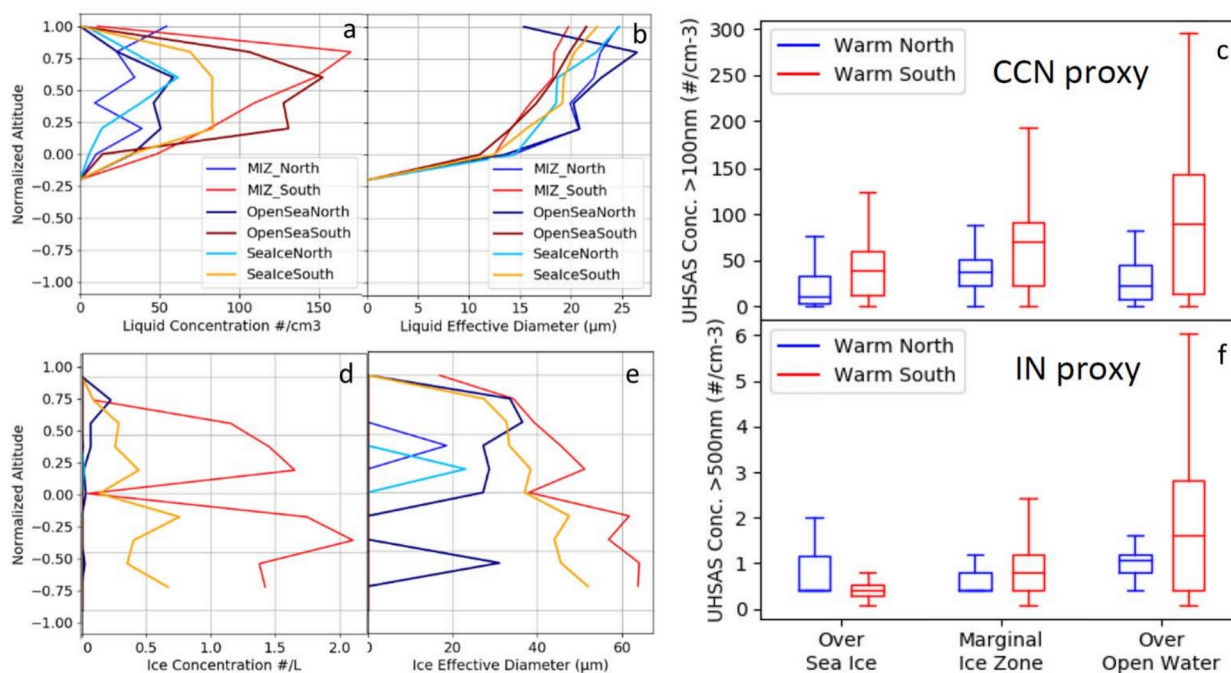 a
1.00
0.75
0.50
0.25
0.00
−0.25
−0.50
−0.75
−1.00
Normalized Altitude
MIZ_North
MIZ_South
OpenSeaNorth
OpenSeaSouth
SeaIceNorth
SeaIceSouth
0 50 100 150
Liquid Concentration #/cm3
b
MIZ_North
MIZ_South
OpenSeaNorth
OpenSeaSouth
SeaIceNorth
SeaIceSouth
15 20 25
Liquid Effective Diameter (μm)
c
Warm North
Warm South
CCN proxy
300
250
200
150
100
50
0
UHSAS Conc. >100nm (#/cm-3)
d
1.00
0.75
0.50
0.25
0.00
−0.25
−0.50
−0.75
−1.00
Normalized Altitude
0 0.5 1.0 1.5 2.0
Ice Concentration #/L
e
20 40 60
Ice Effective Diameter (μm)
f
Warm North
Warm South
IN proxy
6
5
4
3
2
1
0
UHSAS Conc. >500nm (#/cm-3)
Over
Sea Ice
Marginal
Ice Zone
Over
Open Water